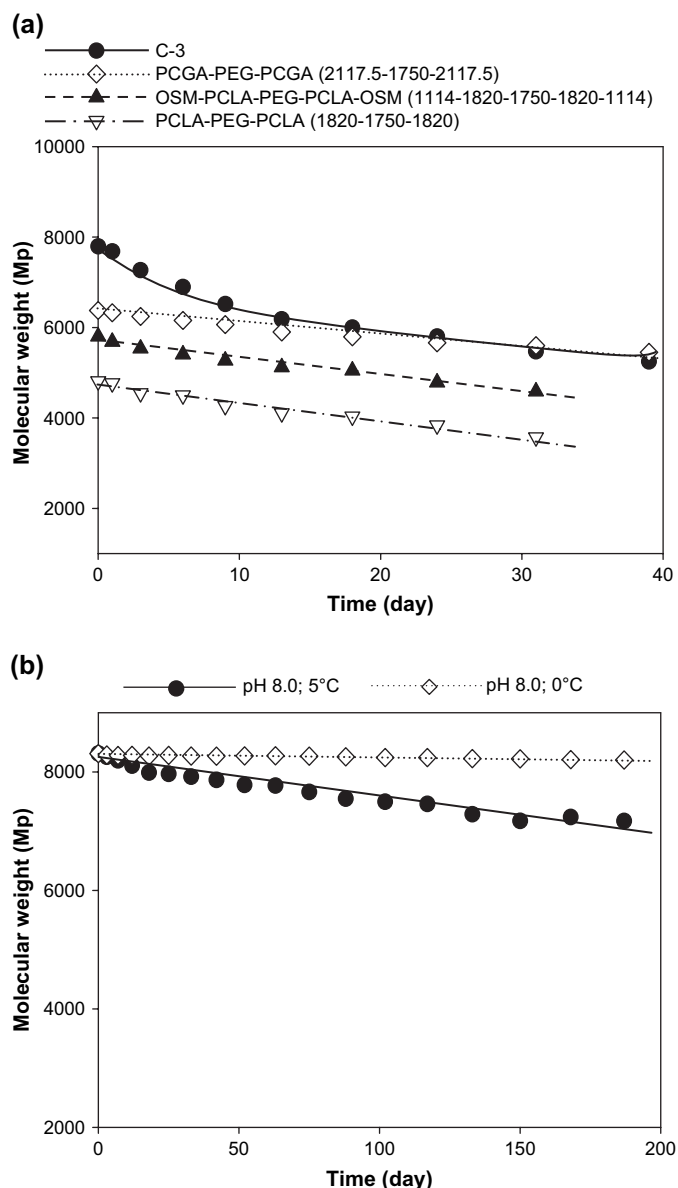 (a)
C-3
PCGA-PEG-PCGA (2117.5-1750-2117.5)
OSM-PCLA-PEG-PCLA-OSM (1114-1820-1750-1820-1114)
PCLA-PEG-PCLA (1820-1750-1820)
10000
8000
6000
4000
2000
Molecular weight (Mp)
0 10 20 30 40
Time (day)
(b)
pH 8.0; 5°C pH 8.0; 0°C
8000
6000
4000
2000
Molecular weight (Mp)
0 50 100 150 200
Time (day)